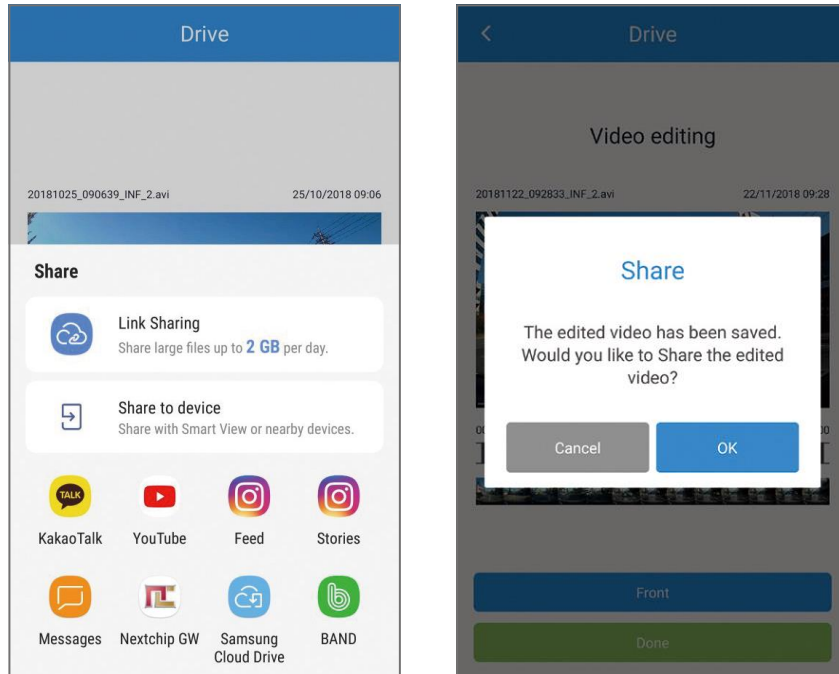 Drive
20181025_090639_INF_2.avi 25/10/2018 09:06
Share
Link Sharing
Share large files up to 2 GB per day.
Share to device
Share with Smart View or nearby devices.
TALK
KakaoTalk YouTube Feed Stories
Messages Nextchip GW Samsung Cloud Drive BAND
Drive
Video editing
20181122_092833_INF_2.avi 22/11/2018 09:28
Share
The edited video has been saved.
Would you like to Share the edited
video?
Cancel OK
Front
Done